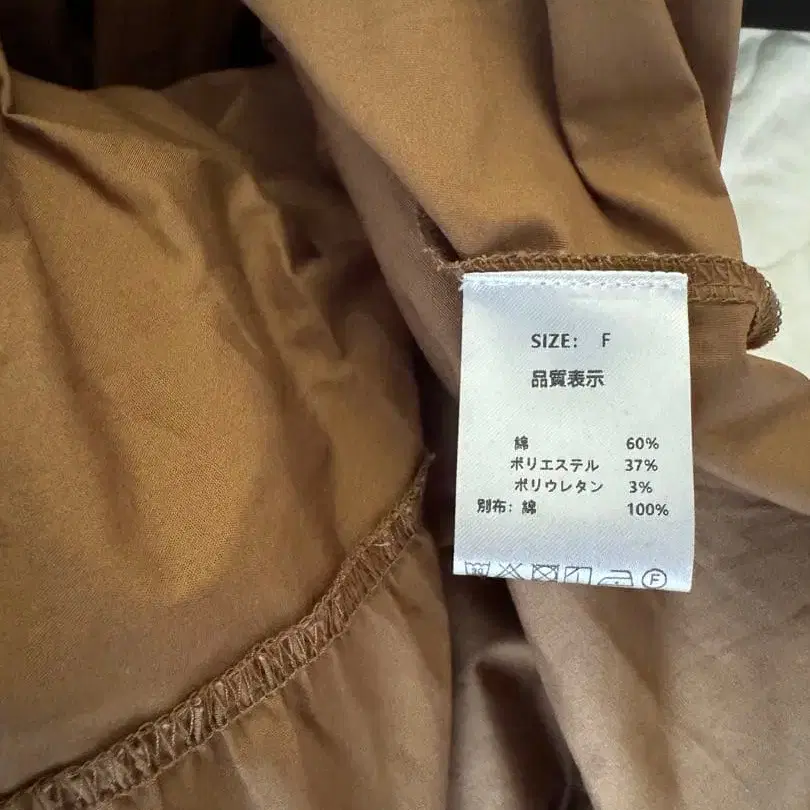 SIZE: F
品質表示
綿 60%
ポリエステル 37%
ポリウレタン 3%
別布: 綿 100%
30 F